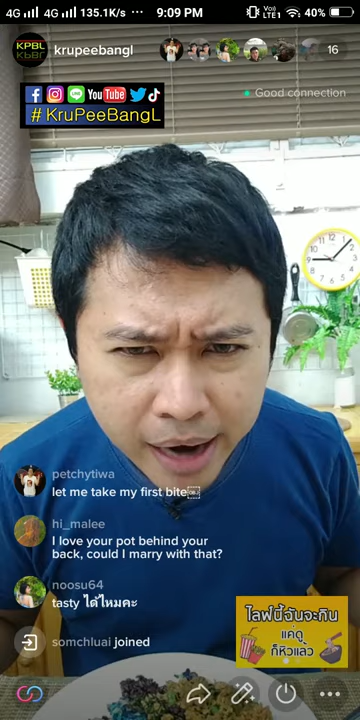 4G 4G 135.1K/s ··· 9:09 PM Vo) LTE1 40%
KPBL krupeebangl 16
Good connection
You Tube
# KruPeeBangL
petchytiwa
let me take my first bite
hi_malee
I love your pot behind your
back, could I marry with that?
noosu64
tasty ได้ไหมคะ
somchluai joined
ไลฟ์นี้ฉันจะกิน
แค่ดู
ก็หิวแล้ว